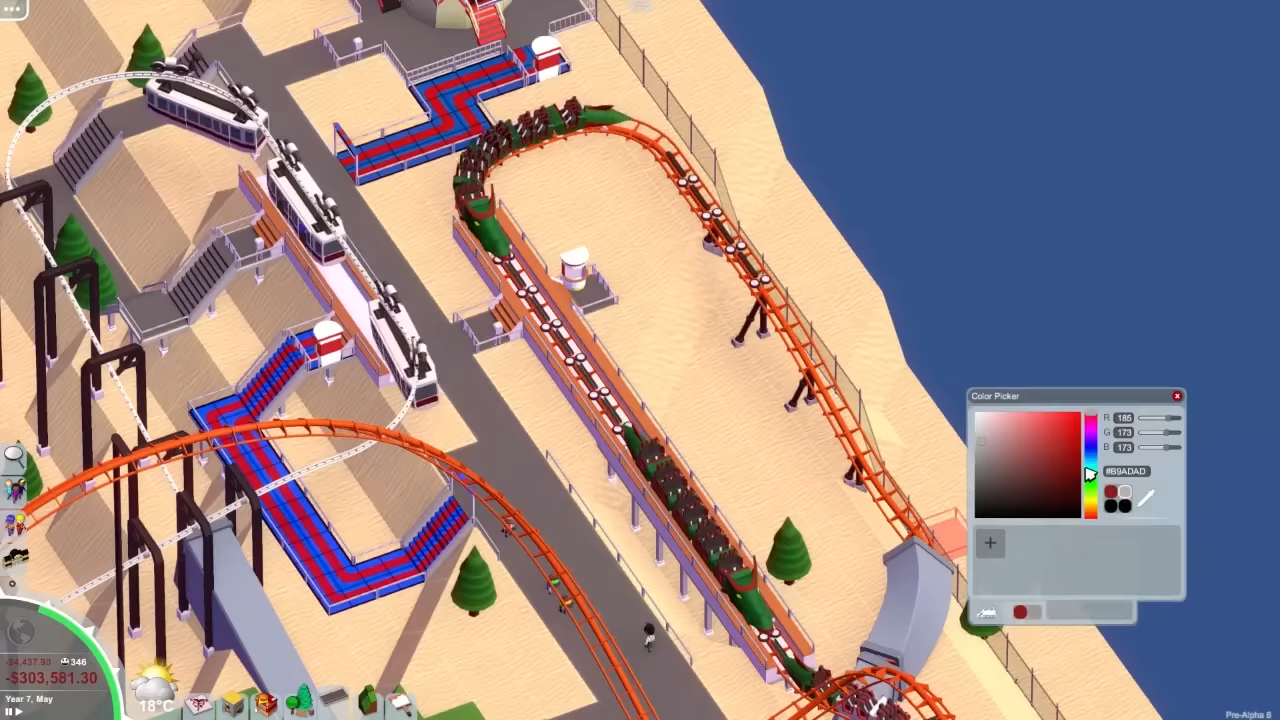 Color Picker
R 185
G 173
B 173
#B9ADAD
-$4,437.90 346
-$303,581.30
Year 7, May
18°C
Pre-Alpha 8